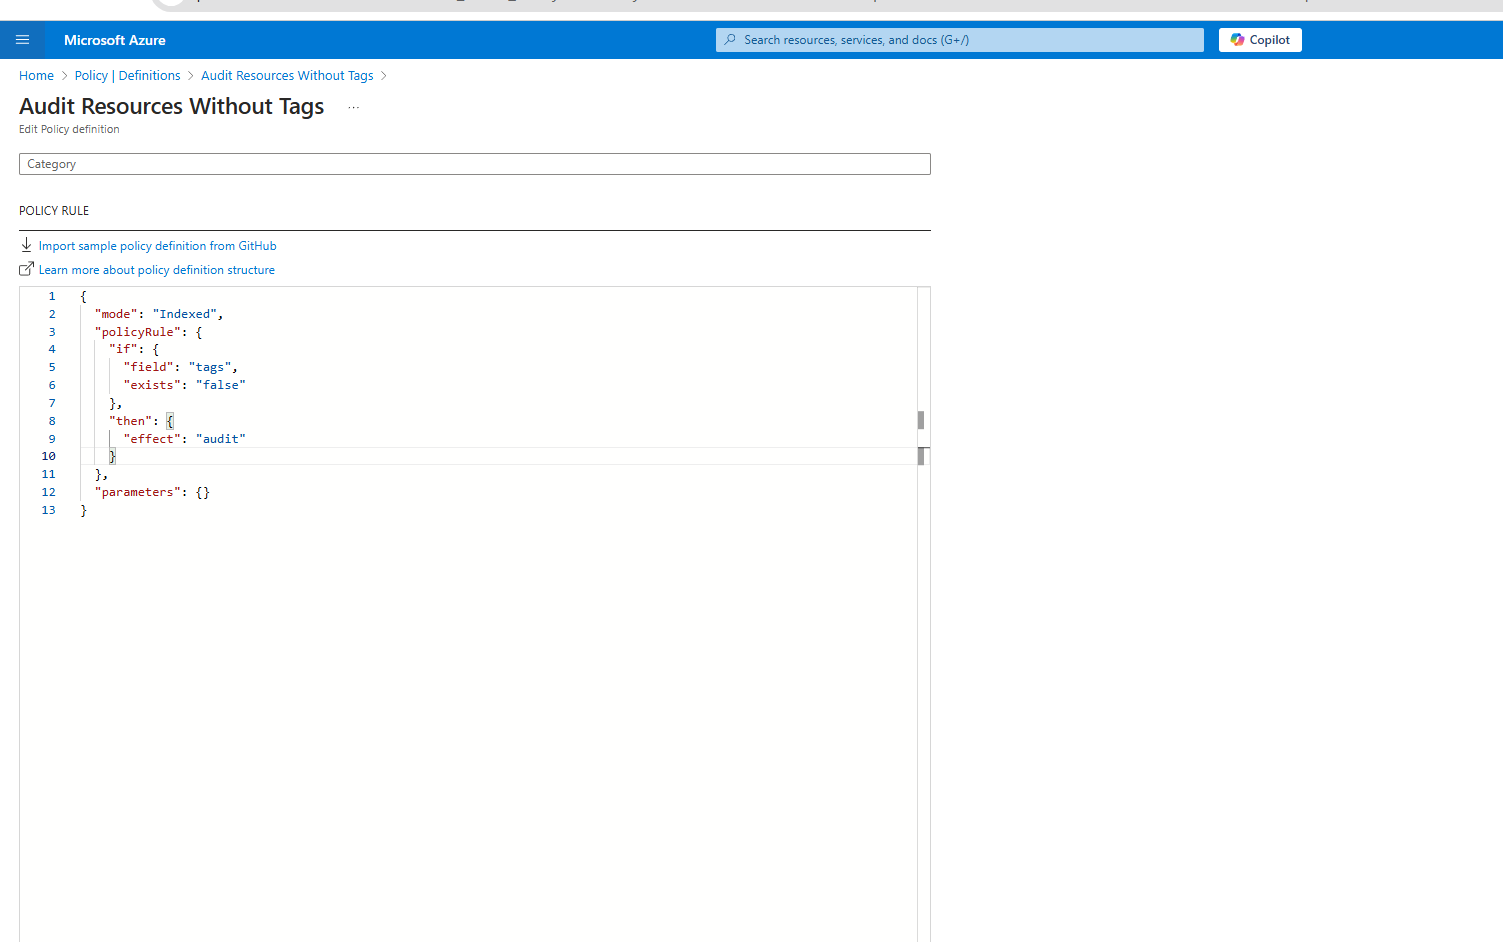 Microsoft Azure
Search resources, services, and docs (G+/)
Copilot
Home > Policy | Definitions > Audit Resources Without Tags >
Audit Resources Without Tags ...
Edit Policy definition
Category
POLICY RULE
Import sample policy definition from GitHub
Learn more about policy definition structure
1 {
2 "mode": "Indexed",
3 "policyRule": {
4 "if": {
5 "field": "tags",
6 "exists": "false"
7 },
8 "then": {
9 "effect": "audit"
10 }
11 },
12 "parameters": {}
13 }